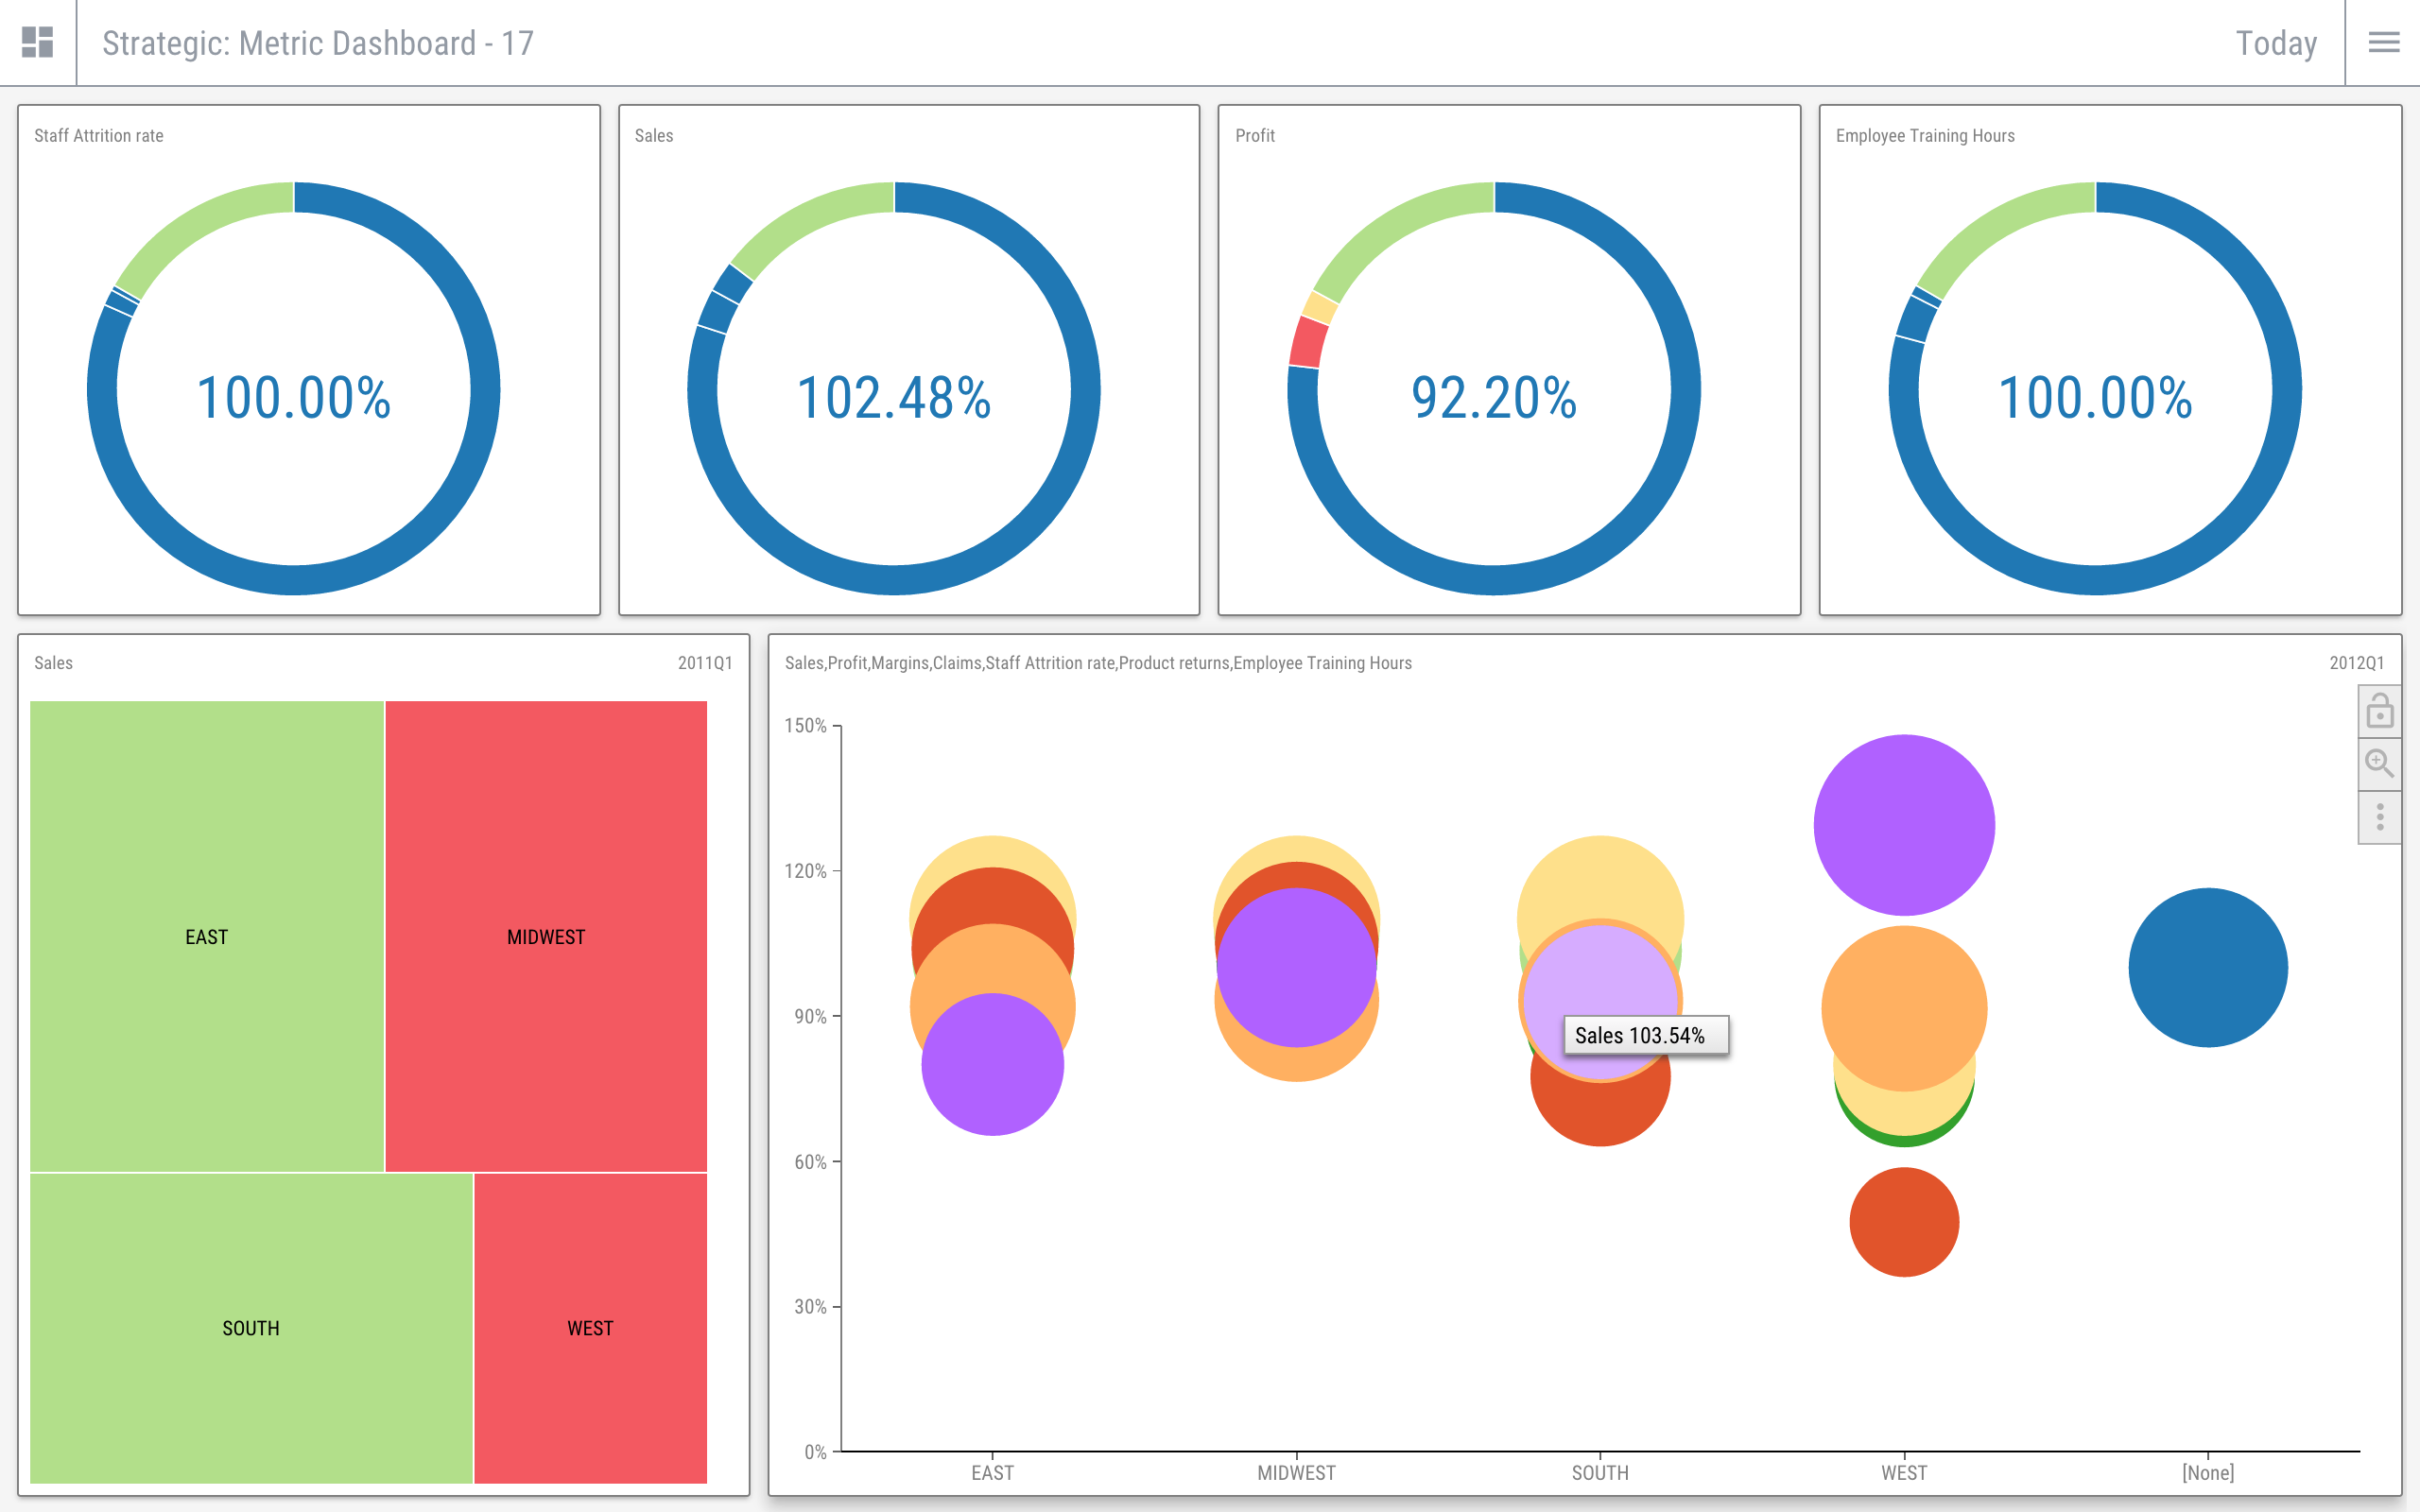 Strategic: Metric Dashboard - 17
Today
Staff Attrition rate
Sales
Profit
Employee Training Hours
100.00%
102.48%
92.20%
100.00%
Sales
2011Q1
EAST
MIDWEST
SOUTH
WEST
Sales,Profit,Margins,Claims,Staff Attrition rate,Product returns,Employee Training Hours
2012Q1
150%
120%
90%
60%
30%
0%
Sales 103.54%
EAST
MIDWEST
SOUTH
WEST
[None]